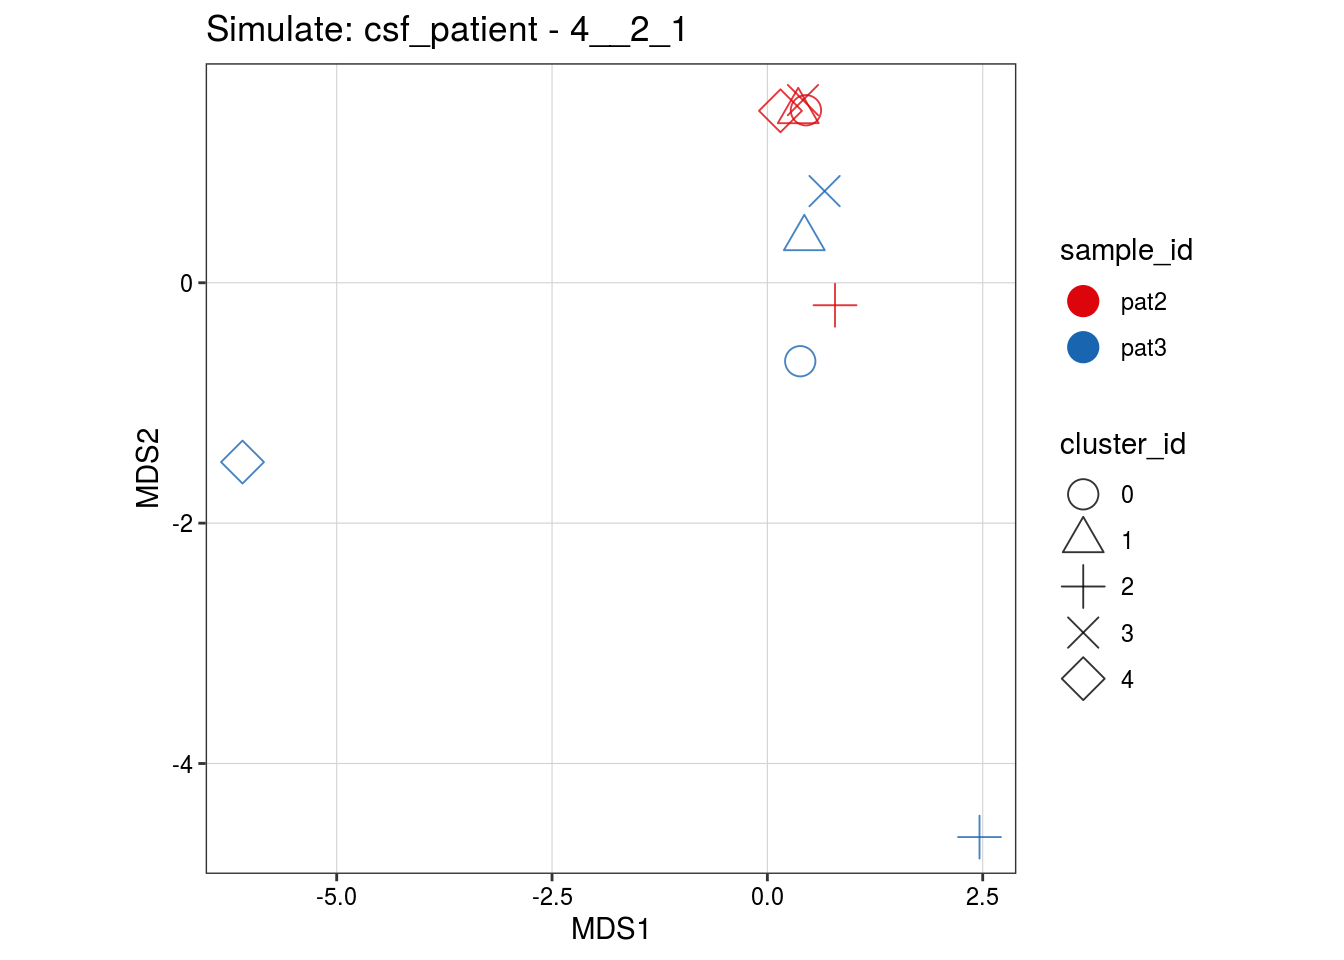 Simulate: csf_patient - 4__2_1
MDS2
0
-2
-4
-5.0
-2.5
0.0
2.5
MDS1
sample_id
pat2
pat3
cluster_id
0
1
2
3
4